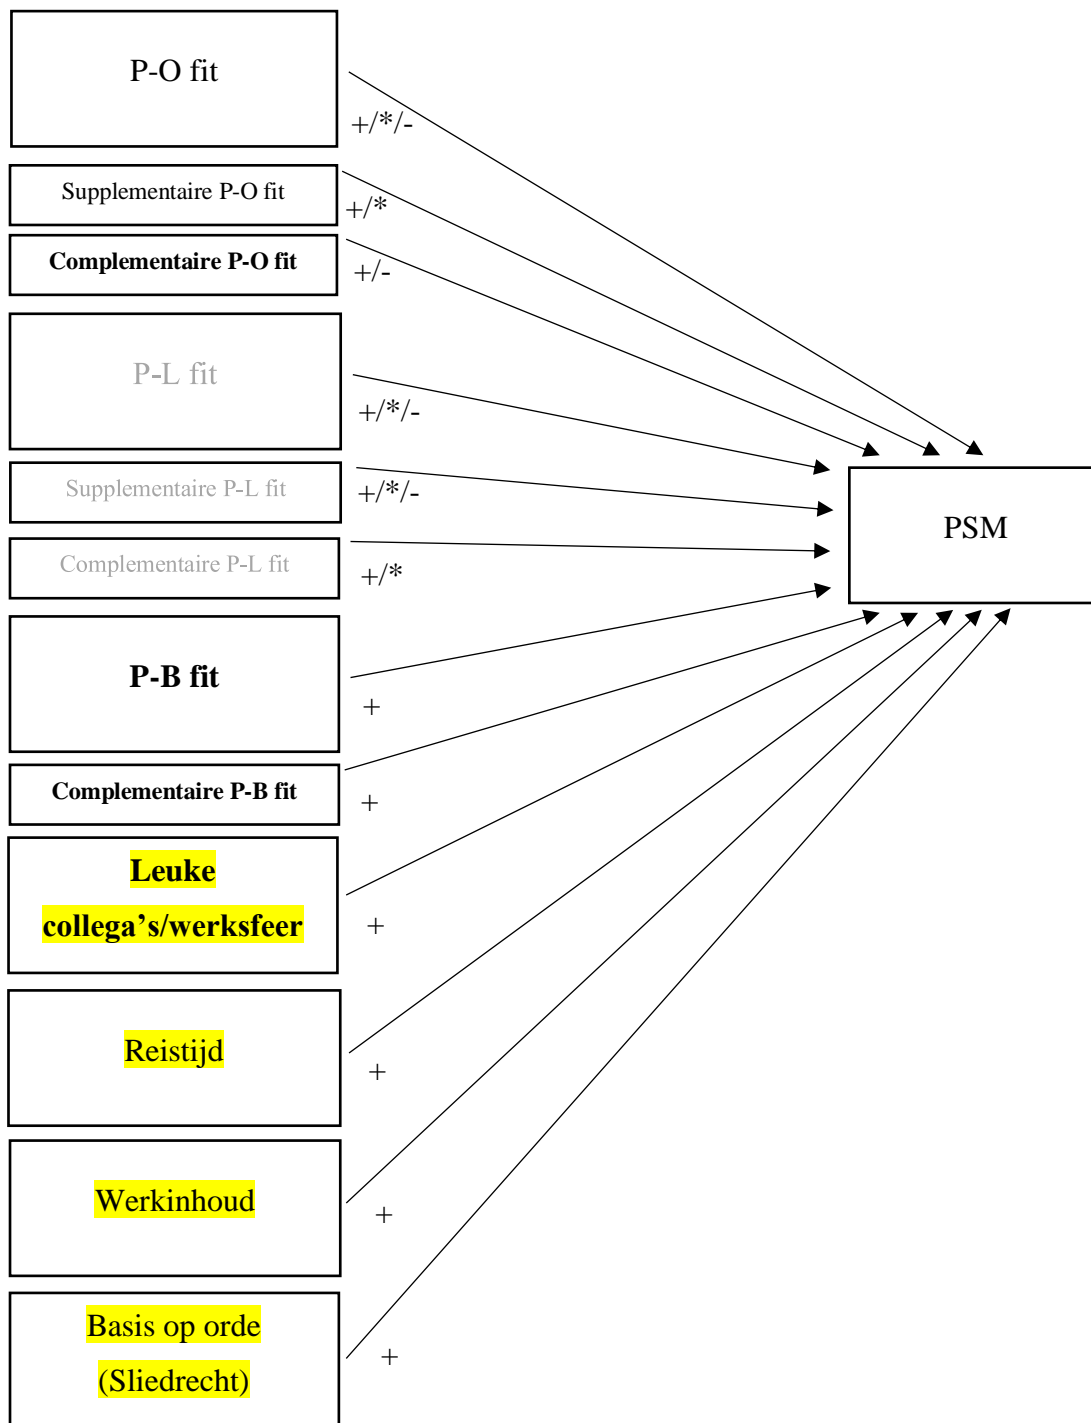 P-O fit
+/*/-
Supplementaire P-O fit
+/*
Complementaire P-O fit
+/-
P-L fit
+/*/-
Supplementaire P-L fit
+/*/-
Complementaire P-L fit
+/*
PSM
P-B fit
+
Complementaire P-B fit
+
Leuke
collega's/werksfeer
+
Reistijd
+
Werkinhoud
+
Basis op orde
(Sliedrecht)
+